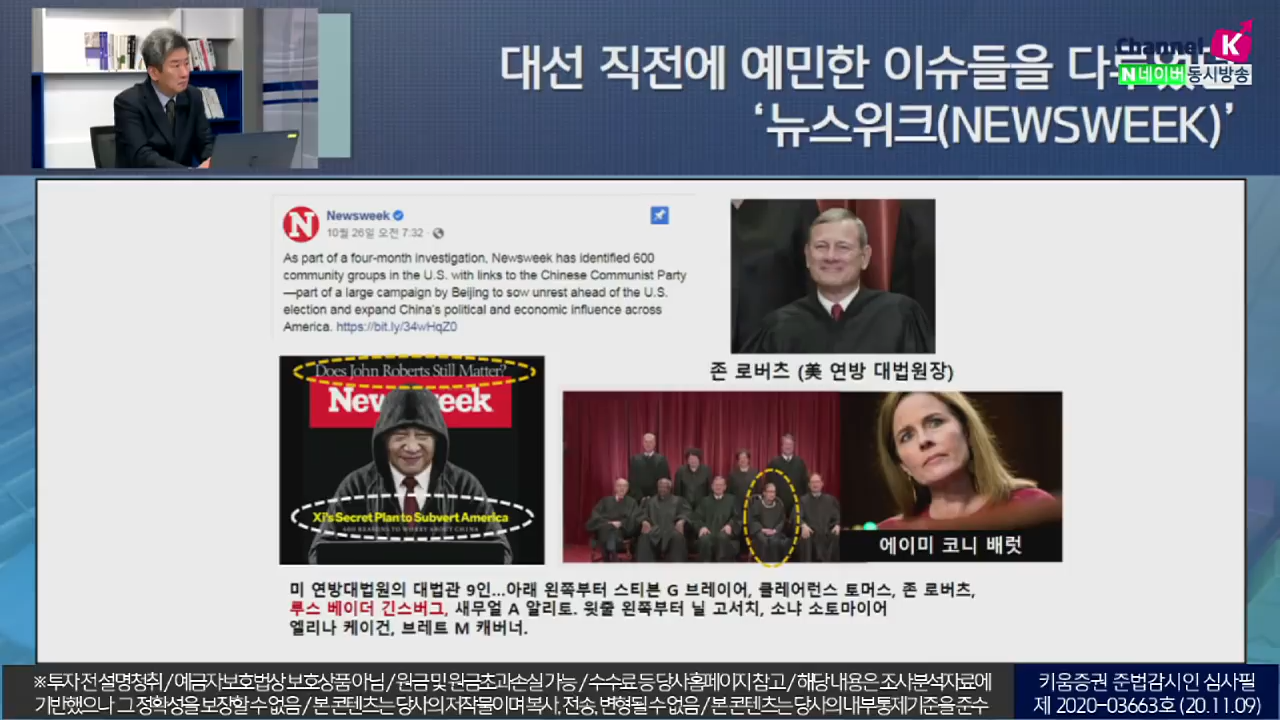 대선 직전에 예민한 이슈들을
'뉴스위크(NEWSWEEK)'
Channel K
N 네이버 동시방송
Newsweek
10월 26일 오전 7:32 ·
As part of a four-month investigation, Newsweek has identified 600
community groups in the U.S. with links to the Chinese Communist Party
—part of a large campaign by Beijing to sow unrest ahead of the U.S.
election and expand China's political and economic influence across
America. https://bit.ly/34wHqZ0
존 로버츠 (美 연방 대법원장)
Does John Roberts Still Matter?
Newsweek
Xi's Secret Plan to Subvert America
600 REASONS TO WORRY ABOUT CHINA
에이미 코니 배럿
미 연방대법원의 대법관 9인...아래 왼쪽부터 스티븐 G 브레이어, 클레어런스 토머스, 존 로버츠,
루스 베이더 긴스버그, 새무얼 A 알리토. 윗줄 왼쪽부터 닐 고서치, 소냐 소토마이어
엘리나 케이건, 브레트 M 캐버너.
※ 투자 전 설명청취 / 예금자보호법상 보호상품 아님 / 원금 및 원금초과손실 가능 / 수수료 등 당사홈페이지 참고 / 해당 내용은 조사분석자료에
기반했으나 그 정확성을 보장할 수 없음 / 본 콘텐츠는 당사의 저작물이며 복사, 전송, 변형될 수 없음 / 본 콘텐츠는 당사의 내부통제기준을 준수
키움증권 준법감시인 심사필
제 2020-03663호 (20.11.09)